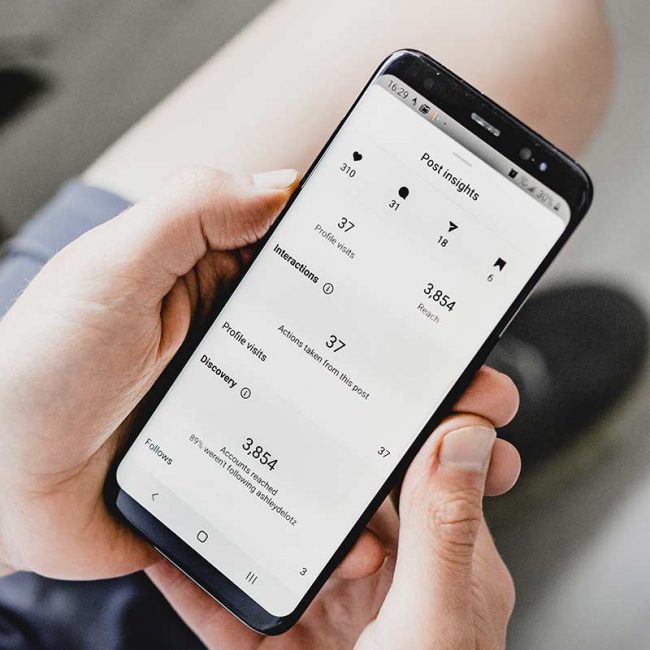 16:29
30%
Post insights
310
31
18
6
37
Profile visits
3,854
Reach
Interactions
37
Actions taken from this post
Profile visits
37
Discovery
3,854
Accounts reached
89% weren't following ashleydelotz
Follows
3